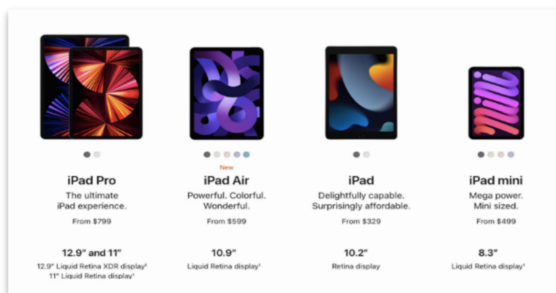 New
iPad Pro
iPad Air
iPad
iPad mini
The ultimate
iPad experience.
Powerful. Colorful.
Wonderful.
Delightfully capable.
Surprisingly affordable.
Mega power.
Mini sized.
From $799
From $599
From $329
From $499
12.9” and 11”
10.9”
10.2”
8.3”
12.9” Liquid Retina XDR display¹
11” Liquid Retina display¹
Liquid Retina display¹
Retina display
Liquid Retina display¹